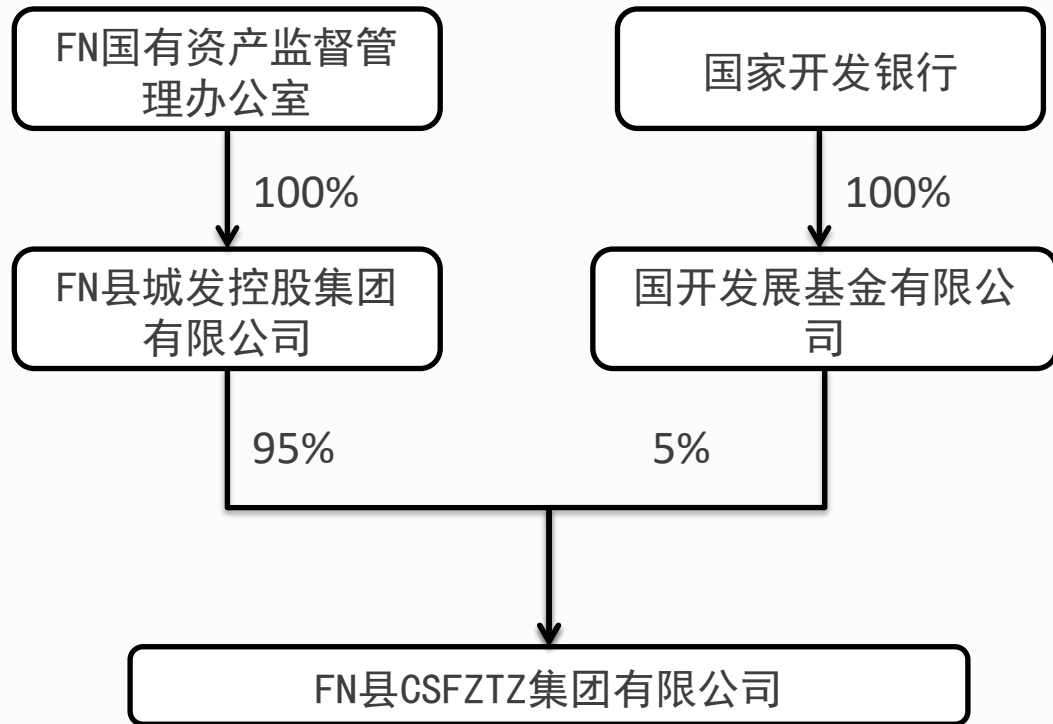 FN国有资产监督管
理办公室
国家开发银行
100%
100%
FN县城发控股集团
有限公司
国开发展基金有限公
司
95%
5%
FN县CSFZTZ集团有限公司